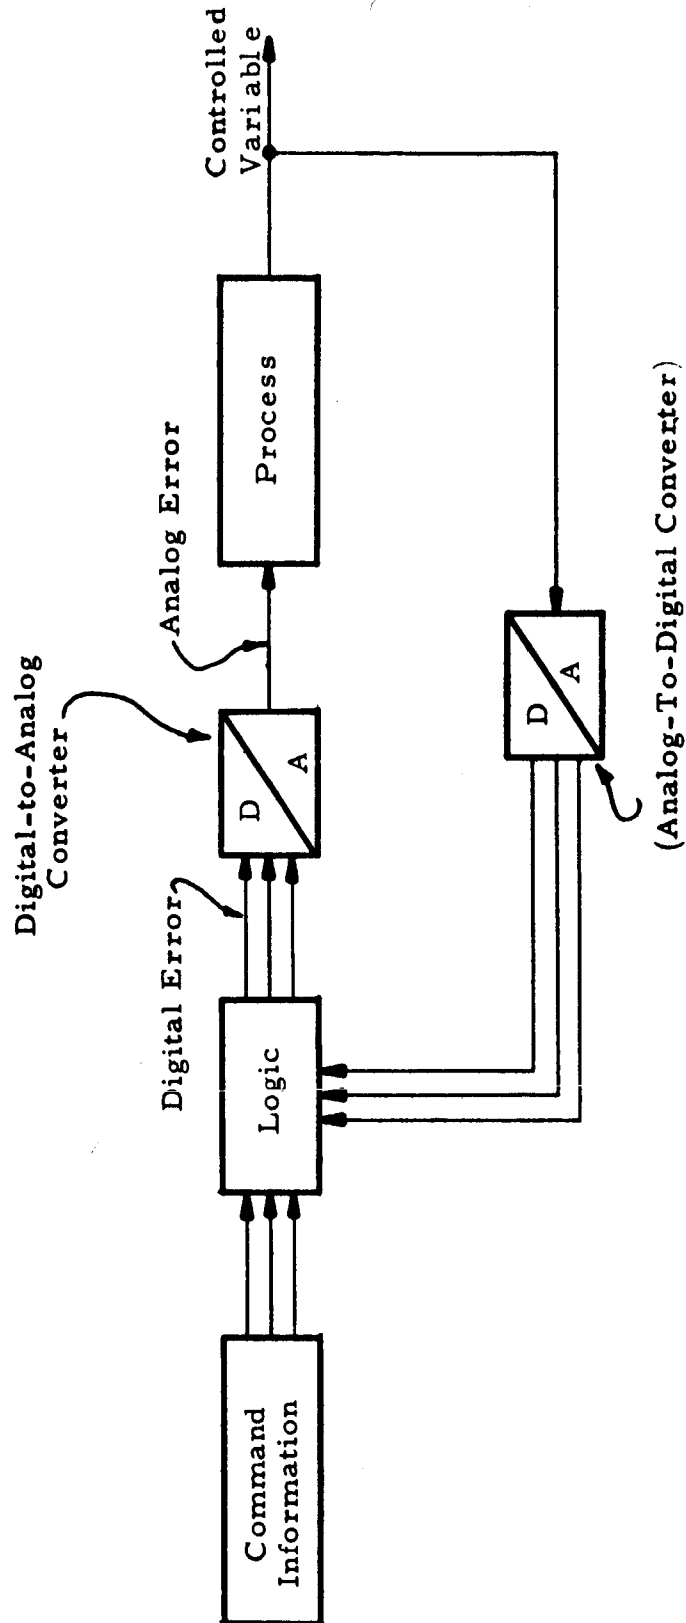 Command
Information
Logic
Digital Error
Digital-to-Analog
Converter
D
A
Analog Error
Process
Controlled
Variable
D
A
(Analog-To-Digital Converter)